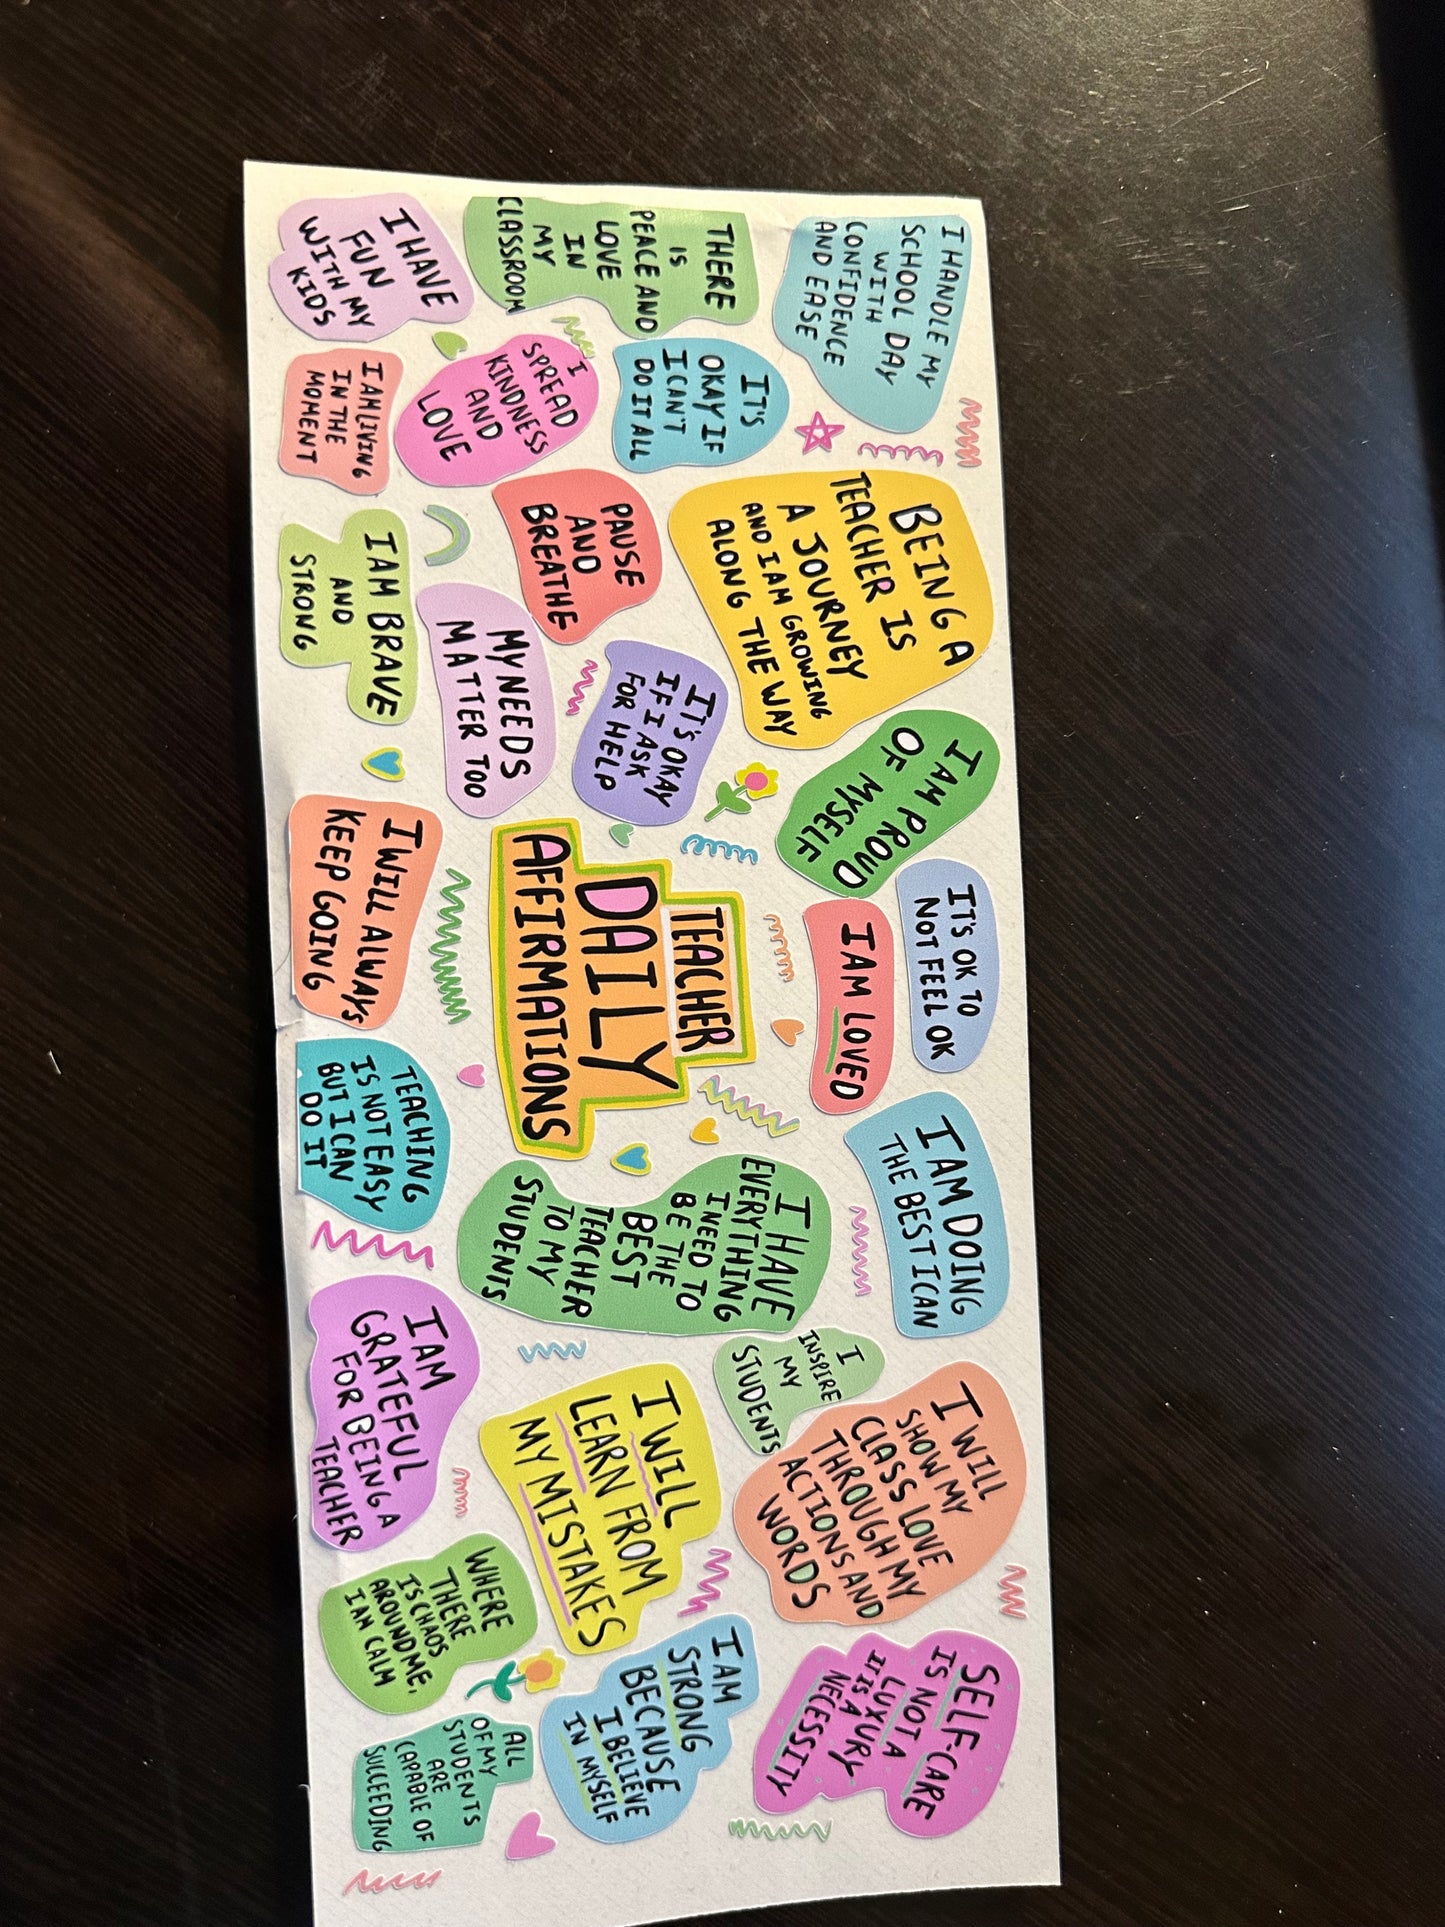 I HANDLE MY
SCHOOL DAY
WITH
CONFIDENCE
AND EASE
THERE
IS
PEACE AND
LOVE
IN
MY
CLASSROOM
I HAVE
FUN
WITH MY
KIDS
IT'S
OKAY IF
I CAN'T
DO IT ALL
I
SPREAD
KINDNESS
AND
LOVE
I AM LIVING
IN THE
MOMENT
BEING A
TEACHER IS
A JOURNEY
AND I AM GROWING
ALONG THE WAY
PAUSE
AND
BREATHE
I AM BRAVE
AND
STRONG
MY NEEDS
MATTER TOO
IT'S OKAY
IF I ASK
FOR HELP
I AM PROUD
OF MYSELF
IT'S OK TO
NOT FEEL OK
I AM LOVED
TEACHER
DAILY
AFFIRMATIONS
I WILL ALWAYS
KEEP GOING
TEACHING
IS NOT EASY
BUT I CAN
DO IT
I AM DOING
THE BEST I CAN
I HAVE
EVERYTHING
I NEED TO
BE THE
BEST
TEACHER
TO MY
STUDENTS
I AM
GRATEFUL
FOR BEING A
TEACHER
I
INSPIRE
MY
STUDENTS
I WILL
SHOW MY
CLASS LOVE
THROUGH MY
ACTIONS AND
WORDS
I WILL
LEARN FROM
MY MISTAKES
WHERE
THERE
IS CHAOS
AROUND ME,
I AM CALM
SELF-CARE
IS NOT A
LUXURY
IT IS A
NECESSITY
I AM
STRONG
BECAUSE
I BELIEVE
IN MYSELF
ALL
OF MY
STUDENTS
ARE
CAPABLE OF
SUCCEEDING